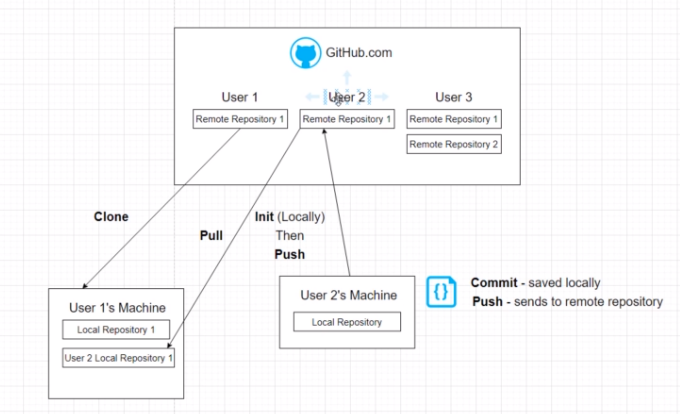 GitHub.com
User 1
User 2
User 3
Remote Repository 1
Remote Repository 1
Remote Repository 1
Remote Repository 2
Clone
Pull
Init (Locally)
Then
Push
User 1's Machine
Local Repository 1
User 2 Local Repository 1
User 2's Machine
Local Repository
{}
Commit - saved locally
Push - sends to remote repository